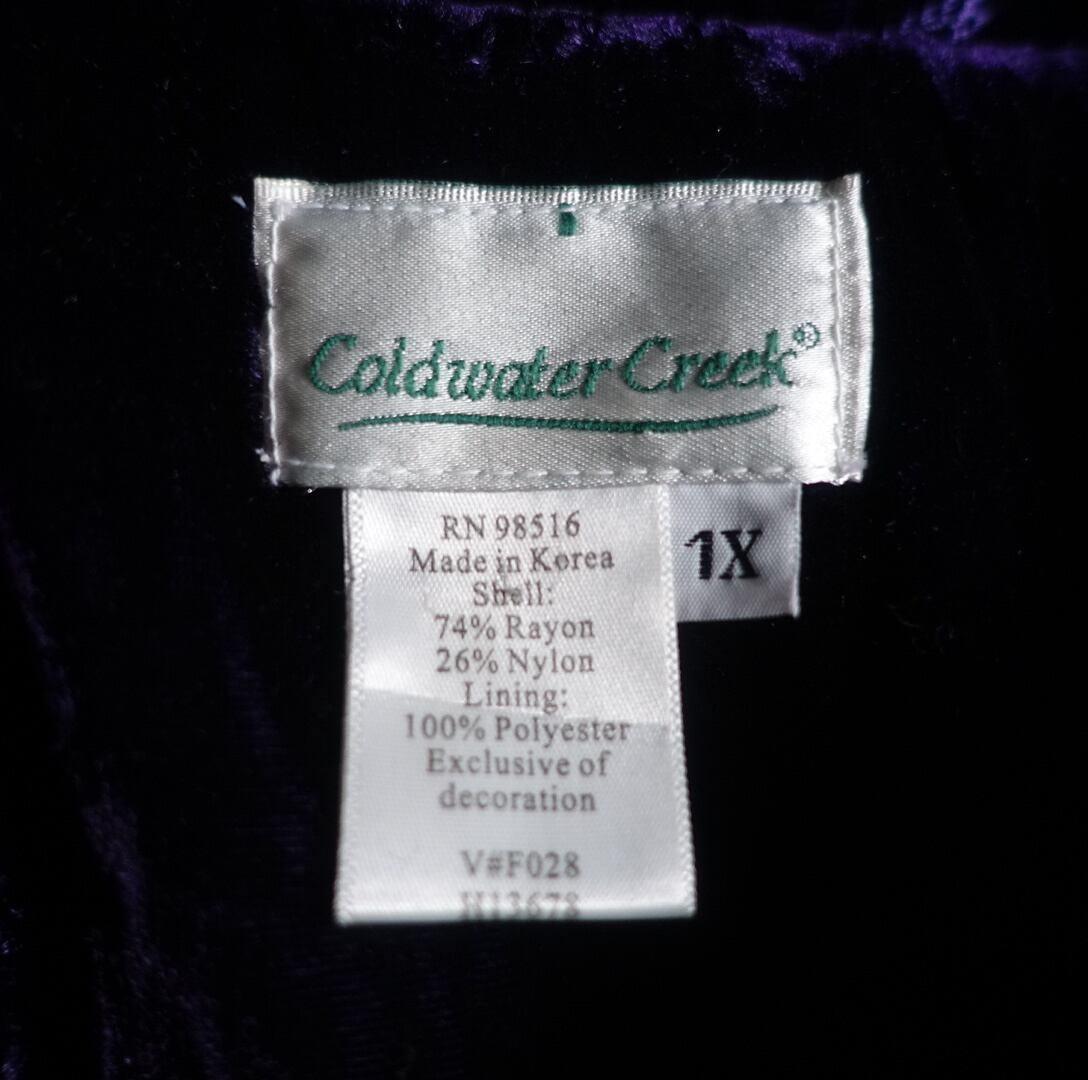 Coldwater Creek®
RN 98516
Made in Korea
Shell:
74% Rayon
26% Nylon
Lining:
100% Polyester
Exclusive of
decoration
V#F028
H13678
1X